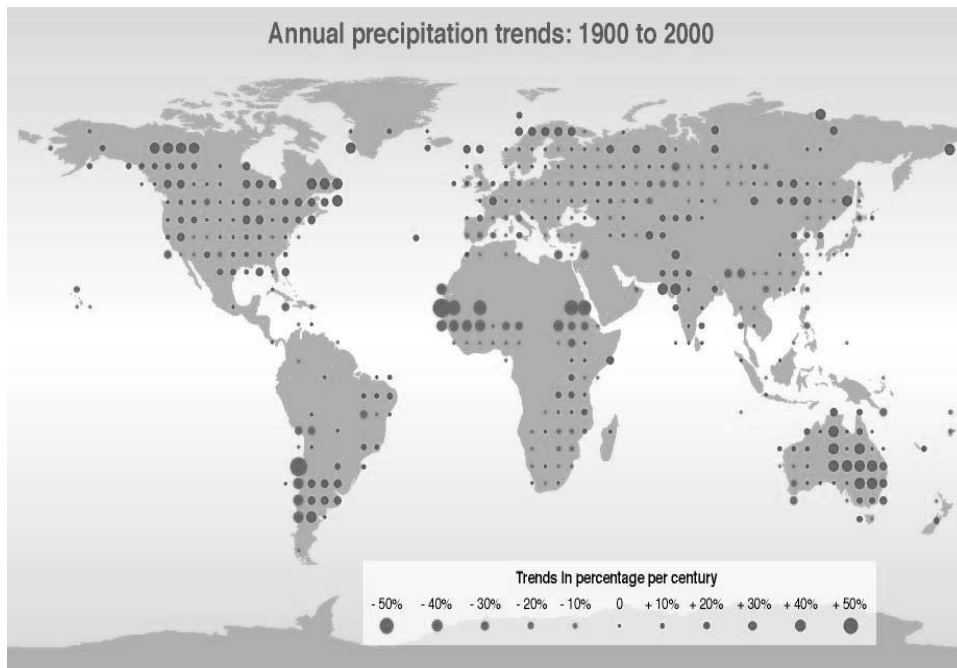 Annual precipitation trends: 1900 to 2000
Trends in percentage per century
- 50% - 40% - 30% - 20% - 10% 0 + 10% + 20% + 30% + 40% + 50%